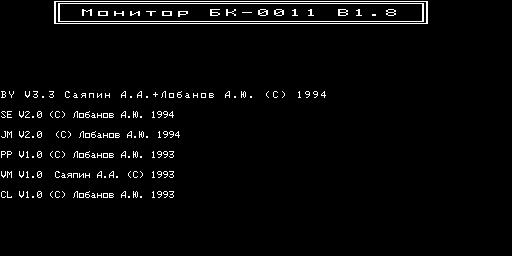 Монитор БК-0011 В1.8
BY V3.3 Саяпин А.А.+Лобанов А.Ю. (C) 1994
SE V2.0 (C) Лобанов А.Ю. 1994
JM V2.0 (C) Лобанов А.Ю. 1994
PP V1.0 (C) Лобанов А.Ю. 1993
VM V1.0 Саяпин А.А. (C) 1993
CL V1.0 (C) Лобанов А.Ю. 1993